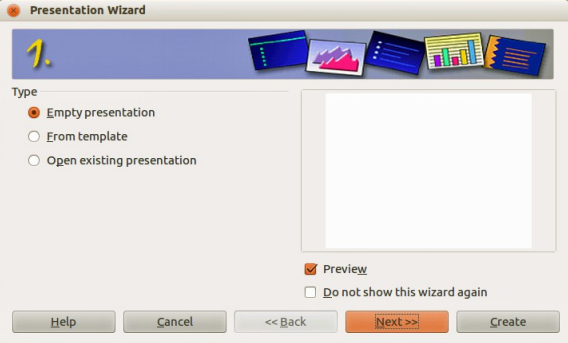 Presentation Wizard
1.
Type
Empty presentation
From template
Open existing presentation
Preview
Do not show this wizard again
Help
Cancel
<< Back
Next >>
Create